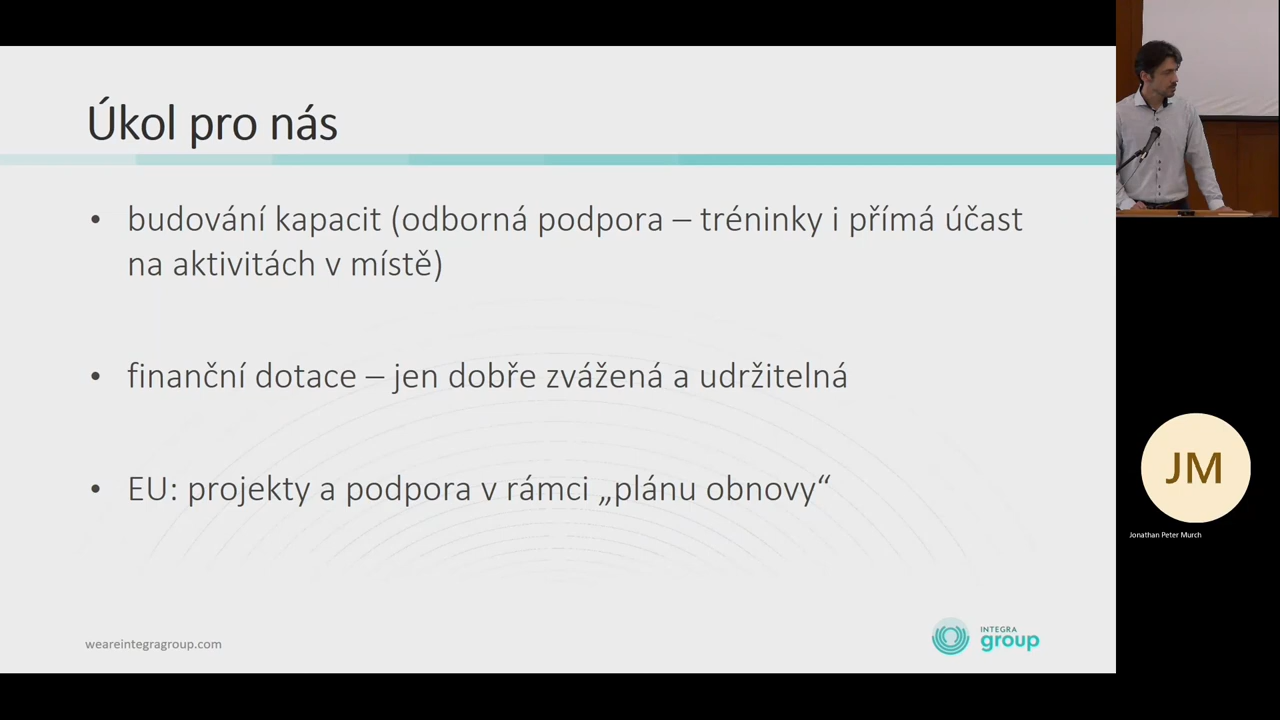 Úkol pro nás
• budování kapacit (odborná podpora – tréninky i přímá účast
na aktivitách v místě)
• finanční dotace – jen dobře zvážená a udržitelná
• EU: projekty a podpora v rámci „plánu obnovy“
weareintegragroup.com
INTEGRA
group
JM
Jonathan Peter Murch